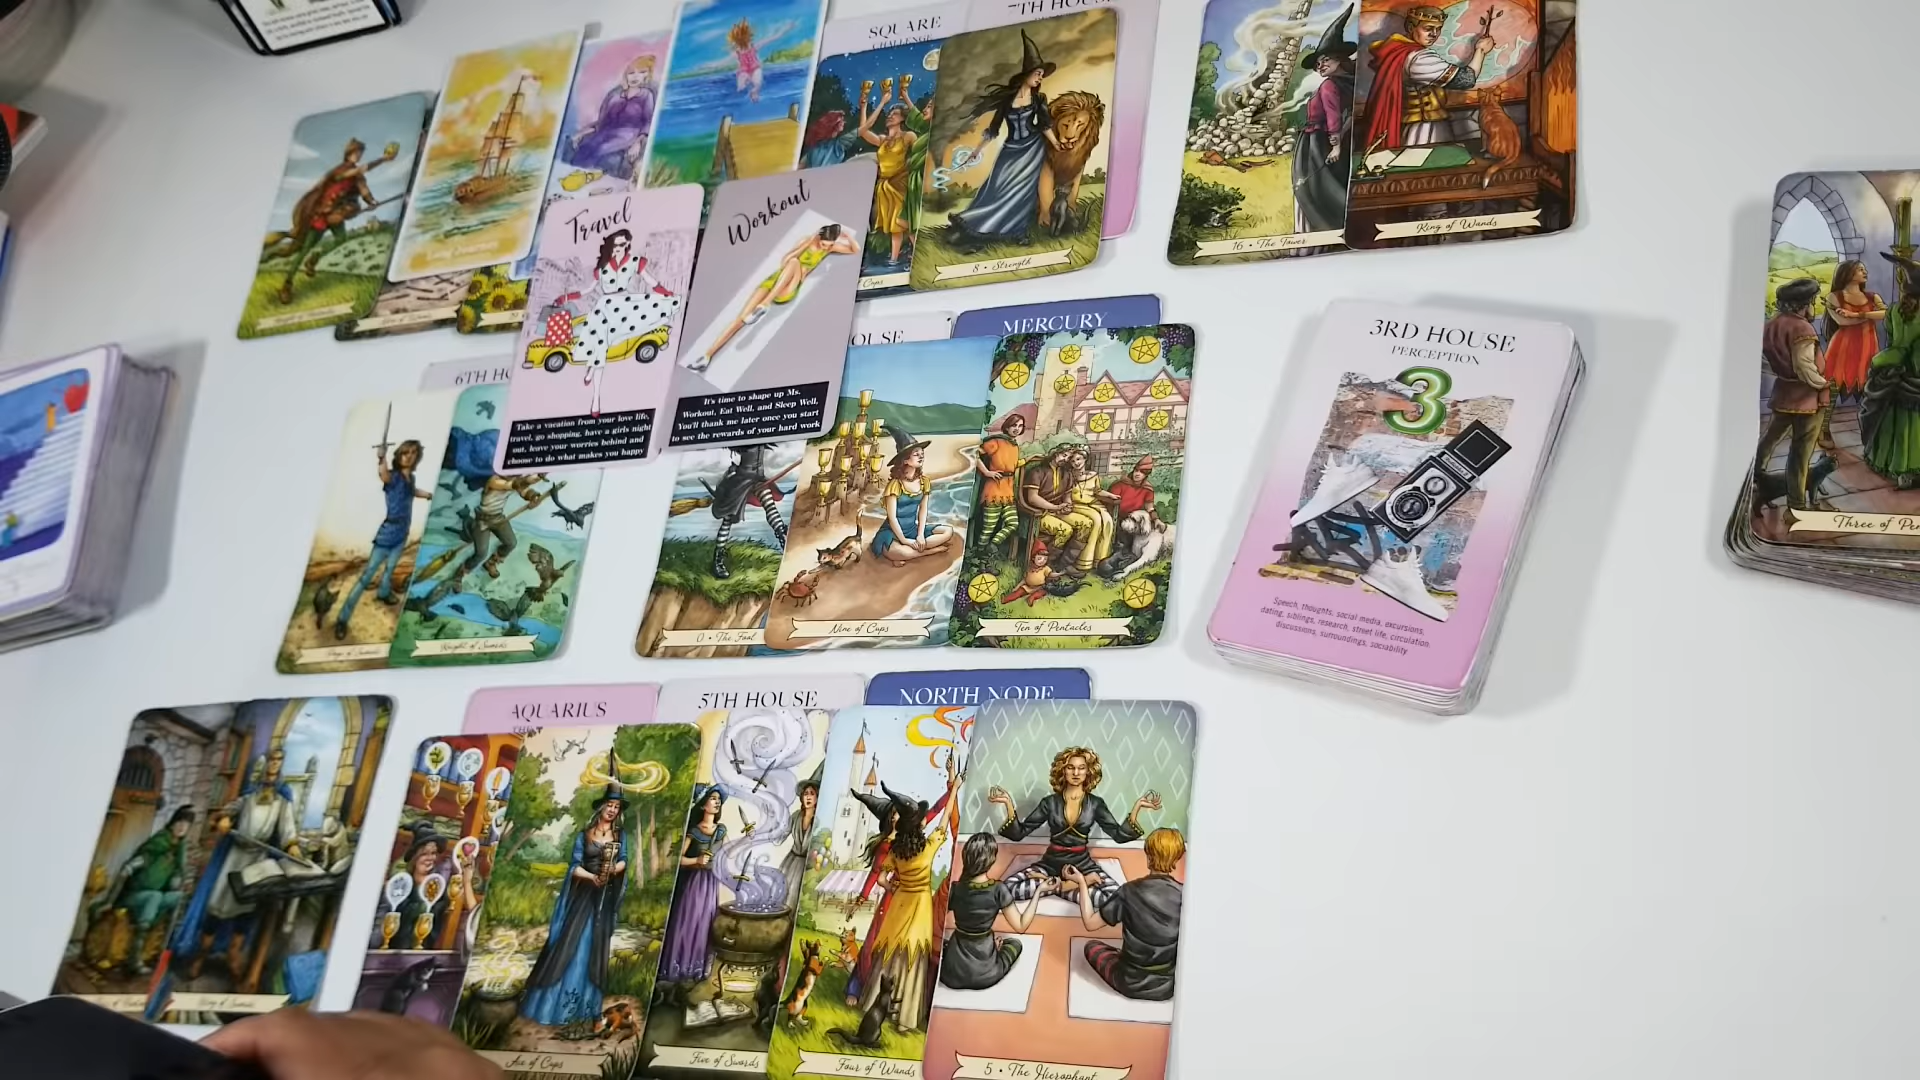 SQUARE
CHALLENGE
7TH HOUSE
8 • Strength
Cups
16 • The Tower
King of Wands
Travel
Take a vacation from your love life,
travel, go shopping, have a girls night
out, leave your worries behind and
choose to do what makes you happy
Workout
It's time to shape up Ms.
Workout, Eat Well, and Sleep Well,
You'll thank me later once you start
to see the rewards of your hard work
OUSE
MERCURY
6TH HO
Knight of Swords
0 • The Fool
Nine of Cups
Ten of Pentacles
3RD HOUSE
PERCEPTION
3
ART
Speech, thoughts, social media, excursions,
dating, siblings, research, street life, circulation
discussions, surroundings, sociability
Three of Pe
AQUARIUS
5TH HOUSE
NORTH NODE
King of Swords
Ace of Cups
Five of Swords
Four of Wands
5 • The Hierophant